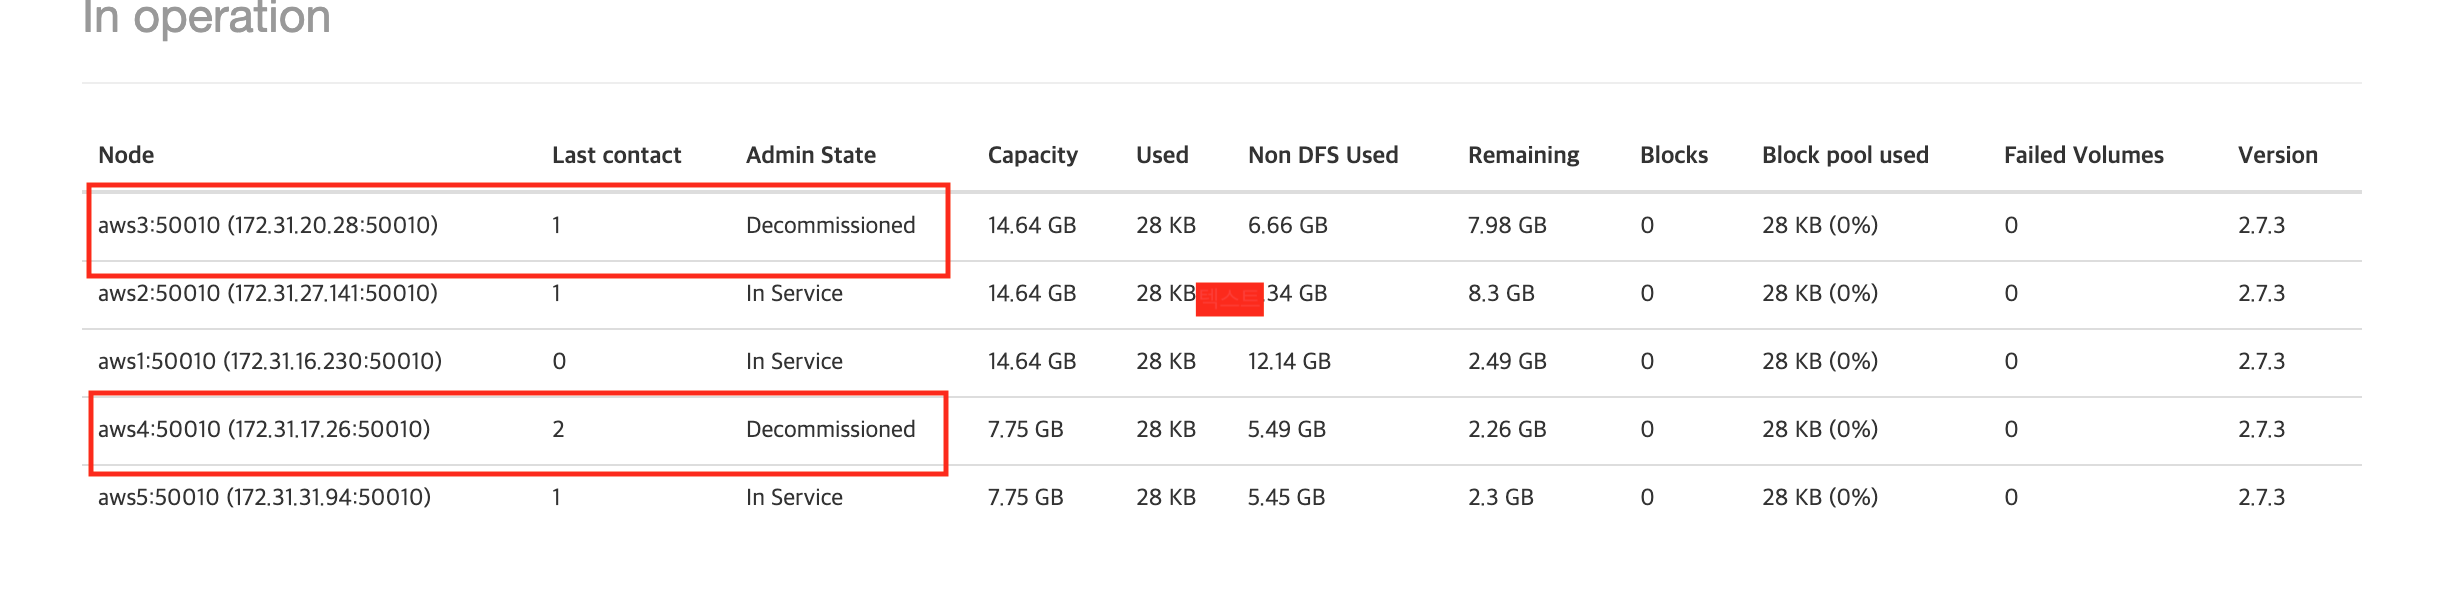 In operation
Node Last contact Admin State Capacity Used Non DFS Used Remaining Blocks Block pool used Failed Volumes Version
aws3:50010 (172.31.20.28:50010) 1 Decommissioned 14.64 GB 28 KB 6.66 GB 7.98 GB 0 28 KB (0%) 0 2.7.3
aws2:50010 (172.31.27.141:50010) 1 In Service 14.64 GB 28 KB 텍스트 .34 GB 8.3 GB 0 28 KB (0%) 0 2.7.3
aws1:50010 (172.31.16.230:50010) 0 In Service 14.64 GB 28 KB 12.14 GB 2.49 GB 0 28 KB (0%) 0 2.7.3
aws4:50010 (172.31.17.26:50010) 2 Decommissioned 7.75 GB 28 KB 5.49 GB 2.26 GB 0 28 KB (0%) 0 2.7.3
aws5:50010 (172.31.31.94:50010) 1 In Service 7.75 GB 28 KB 5.45 GB 2.3 GB 0 28 KB (0%) 0 2.7.3